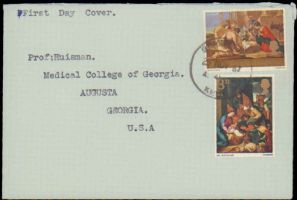 First Day Cover.
Prof:Huisman.
Medical College of Georgia.
AUGUSTA
GEORGIA.
U.S.A